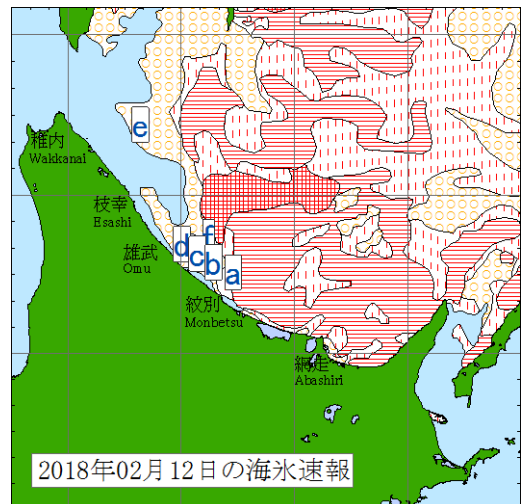 e
稚内
Wakkanai
枝幸
Esashi
雄武
Omu
d
c
f
b
a
紋別
Monbetsu
網走
Abashiri
2018年02月12日の海氷速報